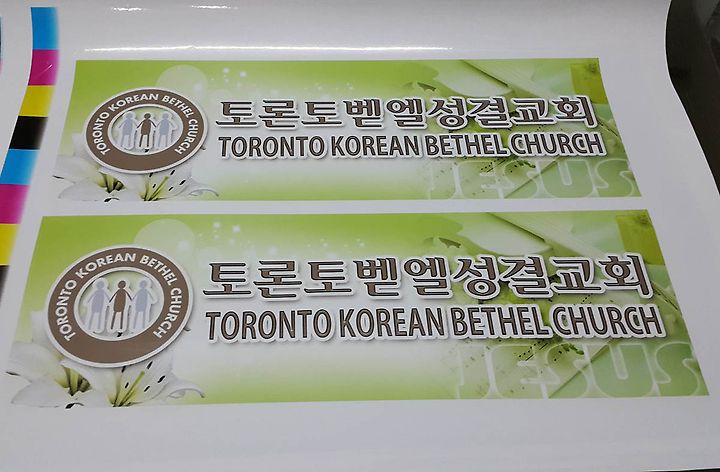 TORONTO KOREAN BETHEL CHURCH
토론토벧엘성결교회
TORONTO KOREAN BETHEL CHURCH
JESUS
TORONTO KOREAN BETHEL CHURCH
토론토벧엘성결교회
TORONTO KOREAN BETHEL CHURCH
JESUS